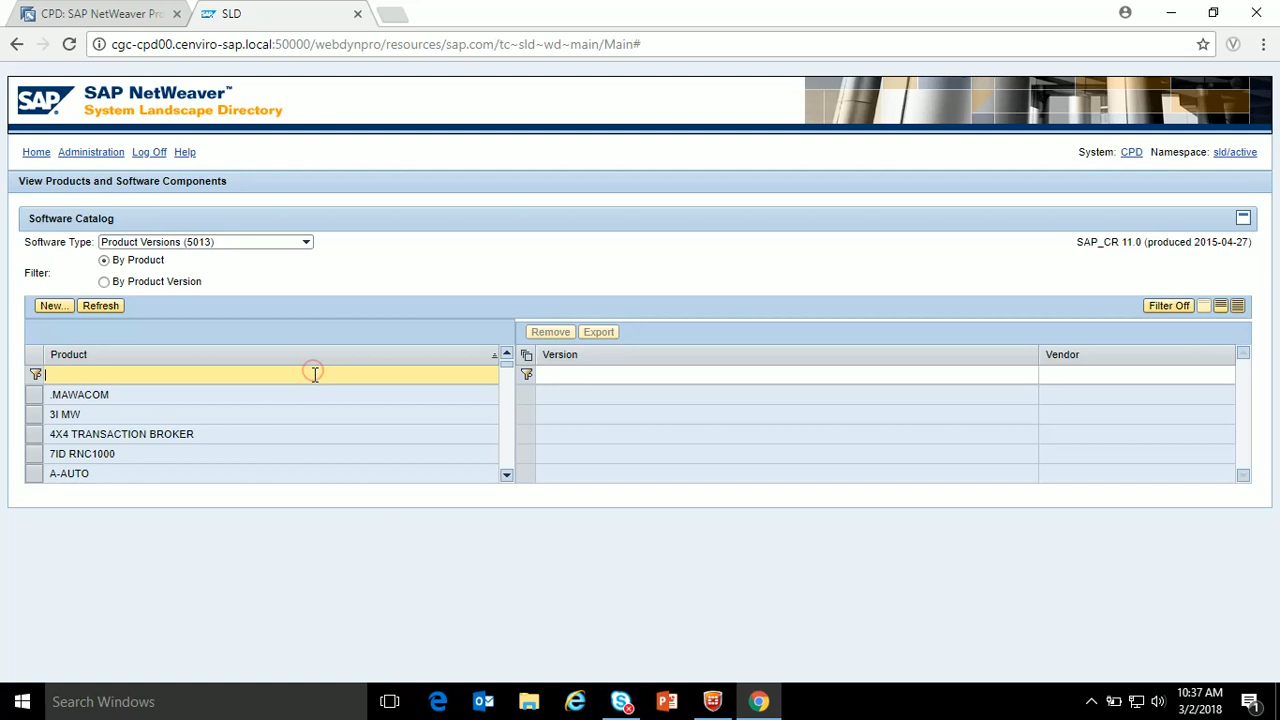 CPD: SAP NetWeaver Pro
SLD
cgc-cpd00.cenviro-sap.local:50000/webdynpro/resources/sap.com/tc~sld~wd~main/Main#
SAP
SAP NetWeaver™
System Landscape Directory
Home Administration Log Off Help
System: CPD Namespace: sld/active
View Products and Software Components
Software Catalog
Software Type: Product Versions (5013)
SAP_CR 11.0 (produced 2015-04-27)
Filter:
By Product
By Product Version
New... Refresh
Filter Off
Remove Export
Product
Version
Vendor
.MAWACOM
3I MW
4X4 TRANSACTION BROKER
7ID RNC1000
A-AUTO
Search Windows
10:37 AM
3/2/2018
1